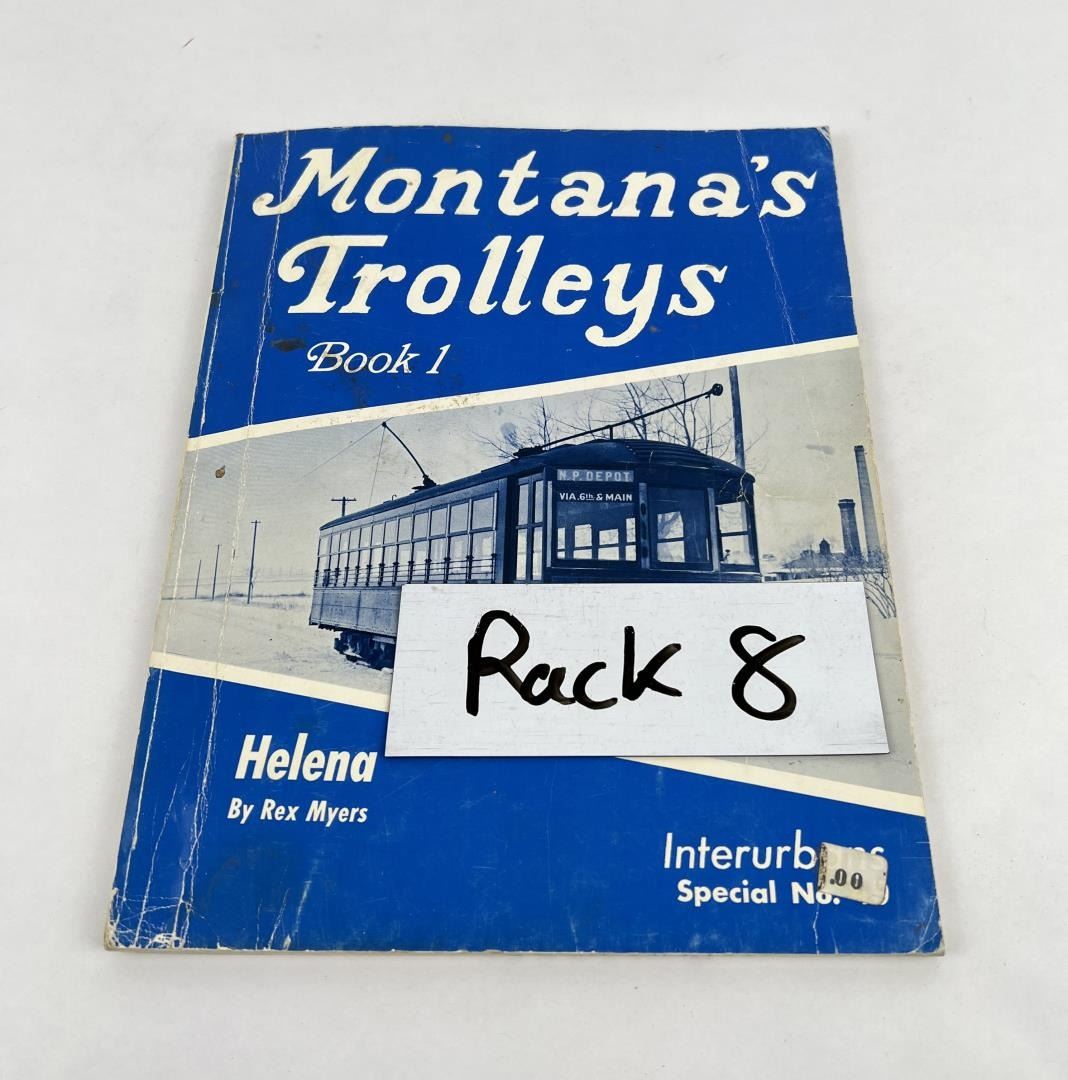 Montana's
Trolleys
Book 1
N.P. DEPOT
VIA. 6th & MAIN
Rack 8
Helena
By Rex Myers
Special No.
.00